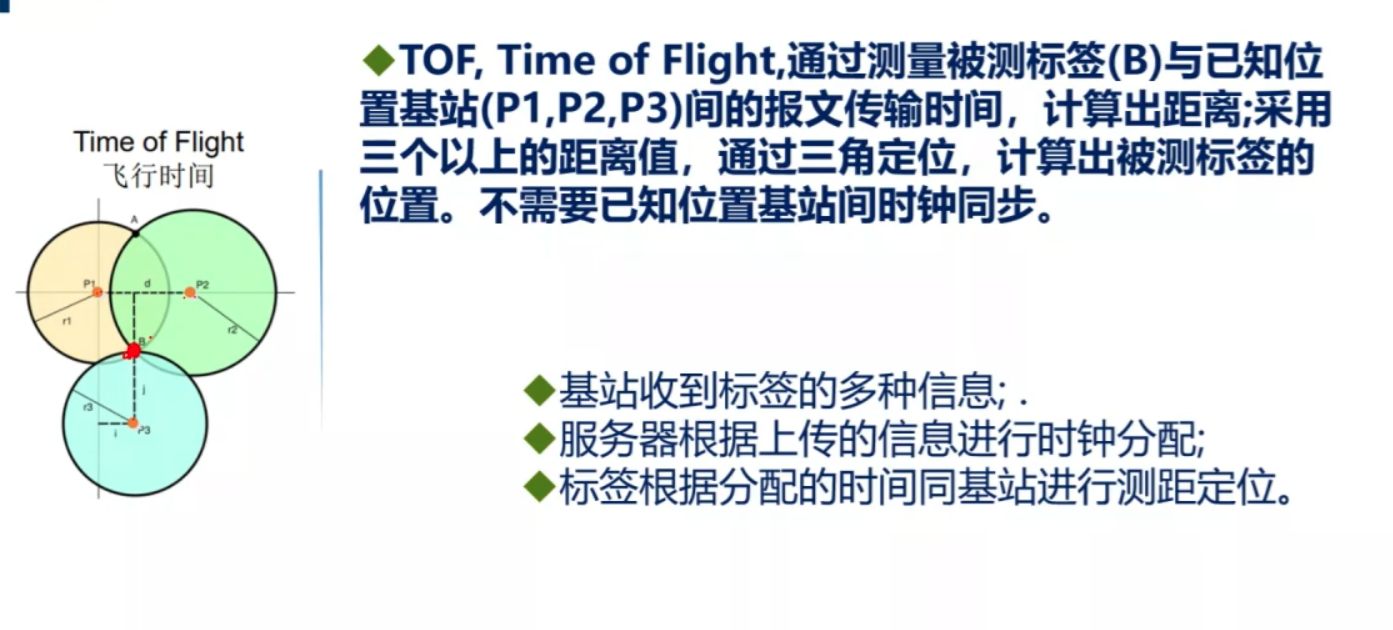 ◆TOF, Time of Flight,通过测量被测标签(B)与已知位
置基站(P1,P2,P3)间的报文传输时间，计算出距离;采用
三个以上的距离值，通过三角定位，计算出被测标签的
位置。不需要已知位置基站间时钟同步。
Time of Flight
飞行时间
A
P1
d
P2
r1
r2
B
j
r3
P3
i
◆基站收到标签的多种信息; .
◆服务器根据上传的信息进行时钟分配;
◆标签根据分配的时间同基站进行测距定位。